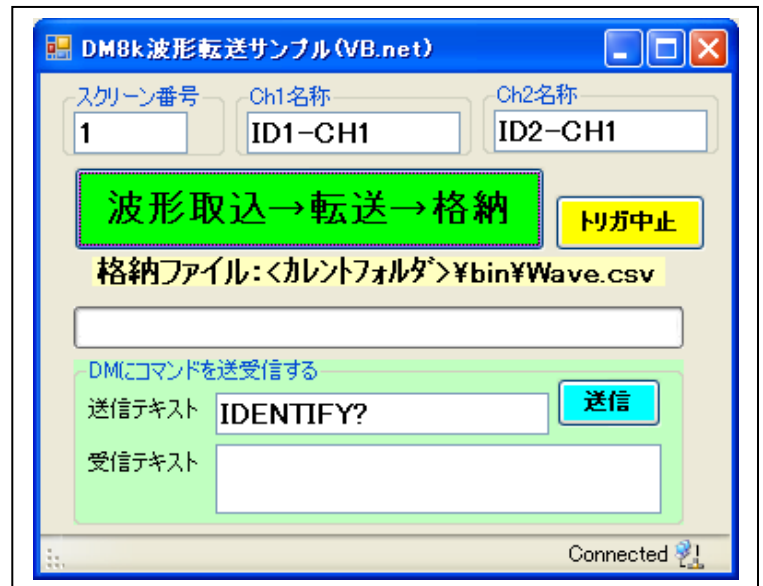 DM8k波形転送サンプル(VB.net)
スクリーン番号 Ch1名称 Ch2名称
1 ID1-CH1 ID2-CH1
波形取込→転送→格納 トリガ中止
格納ファイル:<カレントフォルダ>¥bin¥Wave.csv
DMにコマンドを送受信する
送信テキスト IDENTIFY? 送信
受信テキスト
Connected